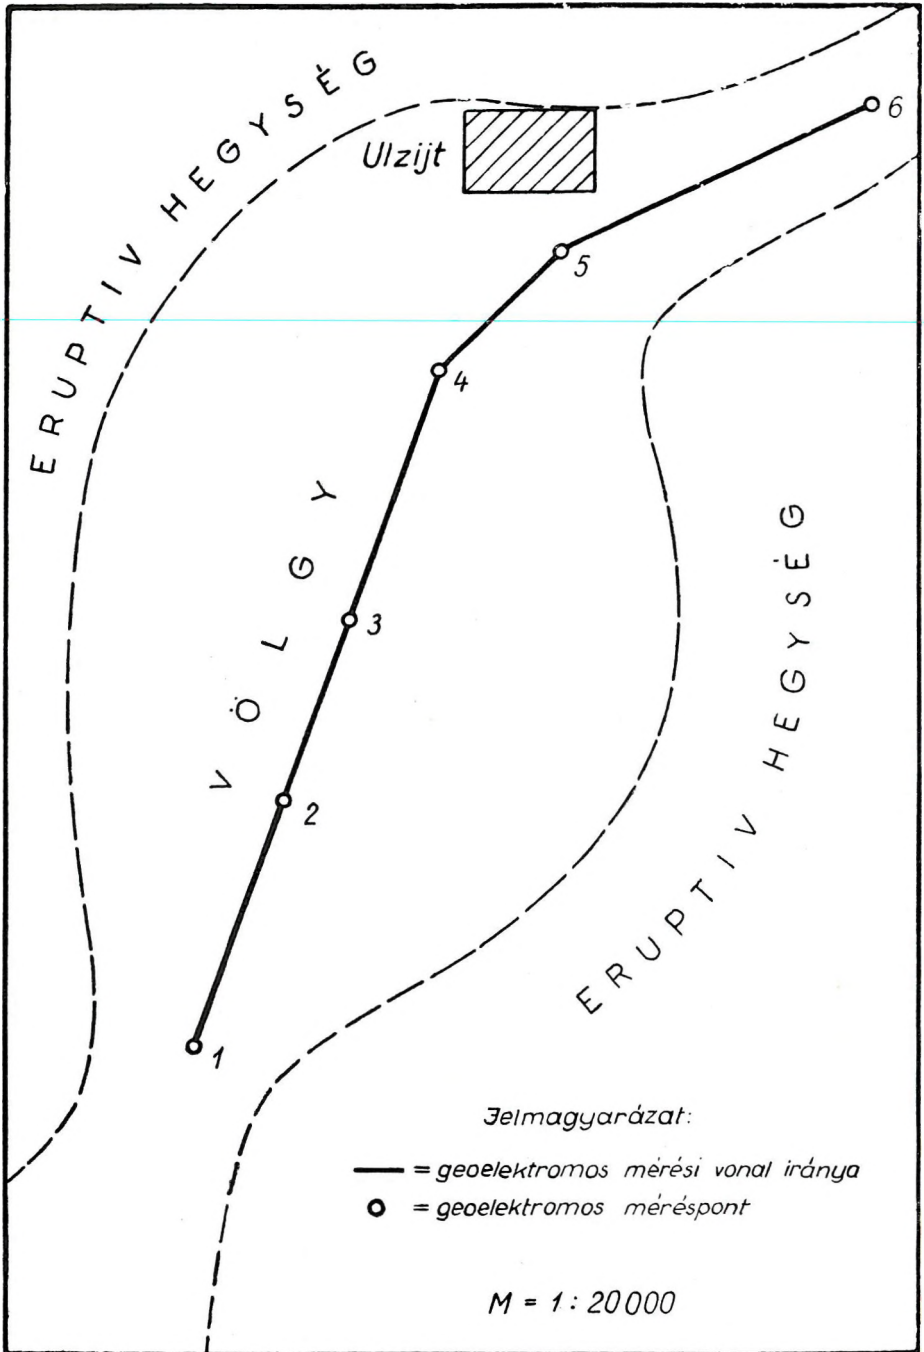 ERUPTIV HEGYSÉG
Ulzijt
6
5
4
VÖLGY
3
2
1
ERUPTIV HEGYSÉG
Jelmagyarázat:
= geoelektromos mérési vonal iránya
= geoelektromos méréspont
M = 1 : 20000